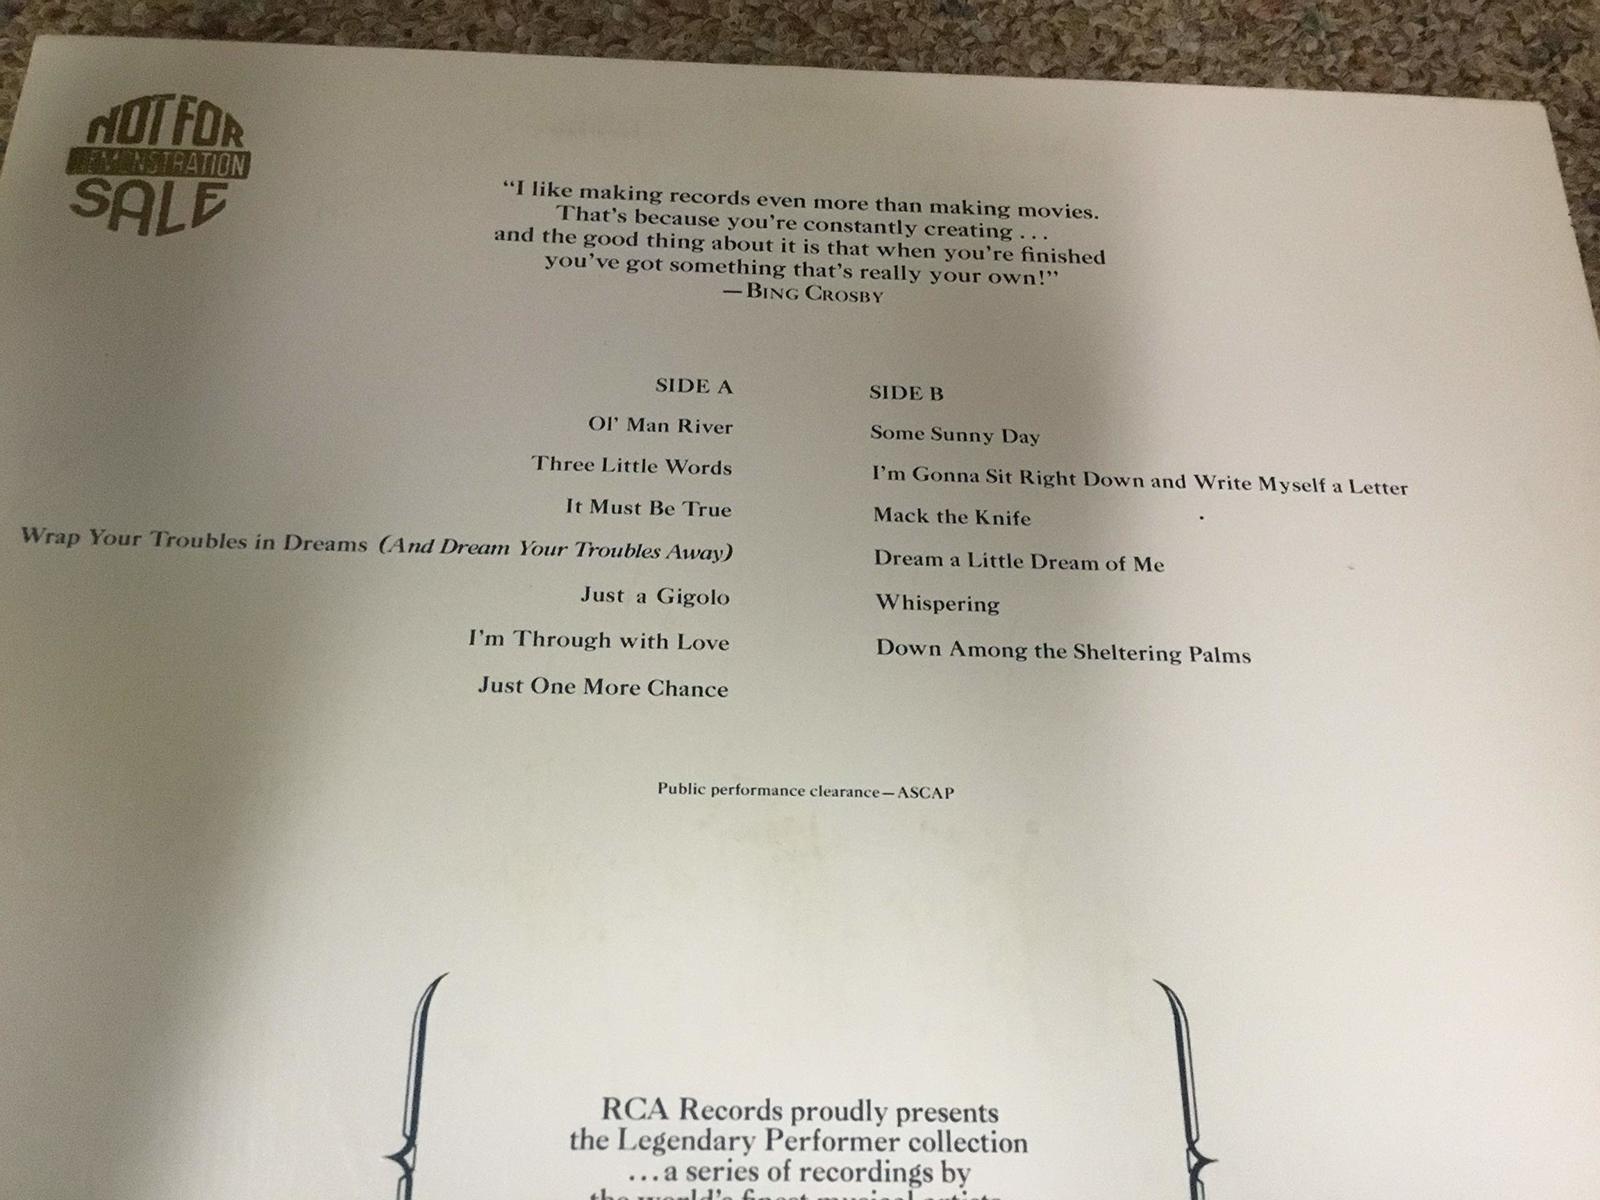 NOT FOR
DEMONSTRATION
SALE
“I like making records even more than making movies.
That’s because you’re constantly creating . . .
and the good thing about it is that when you’re finished
you’ve got something that’s really your own!”
—BING CROSBY
SIDE A
Ol’ Man River
Three Little Words
It Must Be True
Wrap Your Troubles in Dreams (And Dream Your Troubles Away)
Just a Gigolo
I’m Through with Love
Just One More Chance
SIDE B
Some Sunny Day
I’m Gonna Sit Right Down and Write Myself a Letter
Mack the Knife
Dream a Little Dream of Me
Whispering
Down Among the Sheltering Palms
Public performance clearance—ASCAP
RCA Records proudly presents
the Legendary Performer collection
. . . a series of recordings by
the world’s finest musical artists